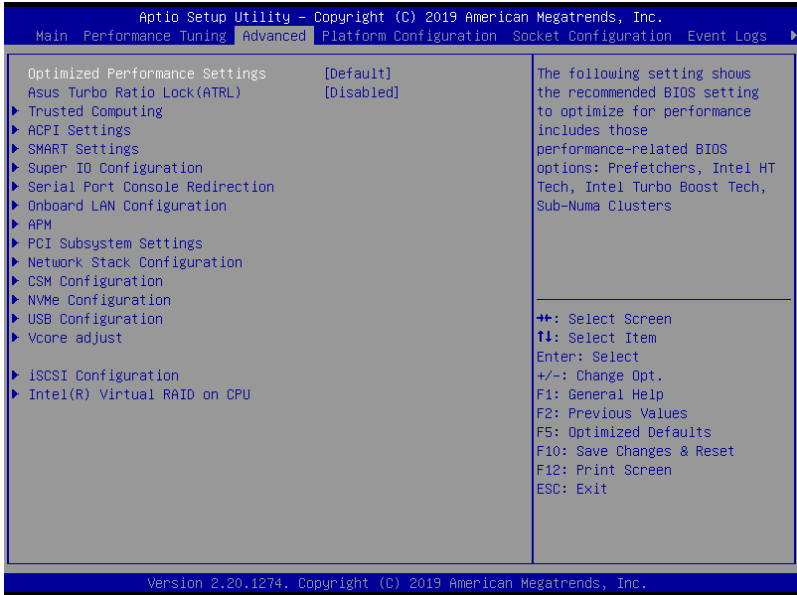 Aptio Setup Utility – Copyright (C) 2019 American Megatrends, Inc.
Main Performance Tuning Advanced Platform Configuration Socket Configuration Event Logs
Optimized Performance Settings [Default]
Asus Turbo Ratio Lock(ATRL) [Disabled]
Trusted Computing
ACPI Settings
SMART Settings
Super IO Configuration
Serial Port Console Redirection
Onboard LAN Configuration
APM
PCI Subsystem Settings
Network Stack Configuration
CSM Configuration
NVMe Configuration
USB Configuration
Vcore adjust
iSCSI Configuration
Intel(R) Virtual RAID on CPU
The following setting shows
the recommended BIOS setting
to optimize for performance
includes those
performance-related BIOS
options: Prefetchers, Intel HT
Tech, Intel Turbo Boost Tech,
Sub-Numa Clusters
→←: Select Screen
↑↓: Select Item
Enter: Select
+/-: Change Opt.
F1: General Help
F2: Previous Values
F5: Optimized Defaults
F10: Save Changes & Reset
F12: Print Screen
ESC: Exit
Version 2.20.1274. Copyright (C) 2019 American Megatrends, Inc.